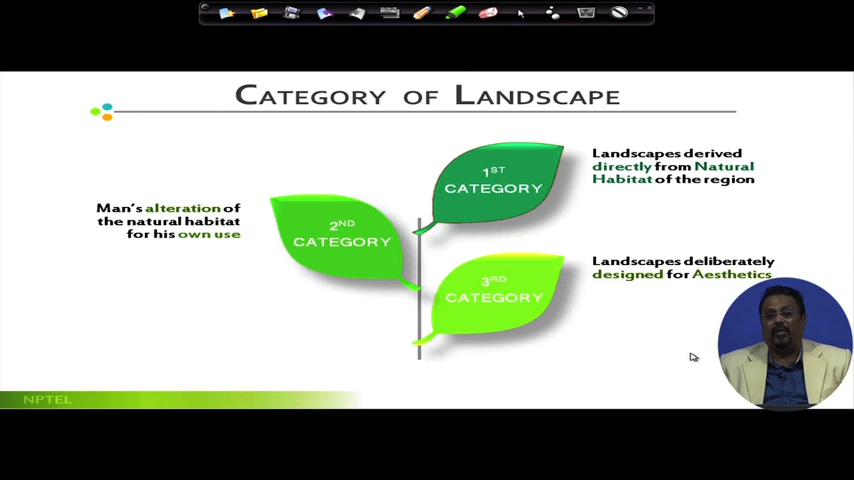 CATEGORY OF LANDSCAPE
1ST
CATEGORY
Landscapes derived
directly from Natural
Habitat of the region
Man's alteration of
the natural habitat
for his own use
2ND
CATEGORY
3RD
CATEGORY
Landscapes deliberately
designed for Aesthetics
NPTEL